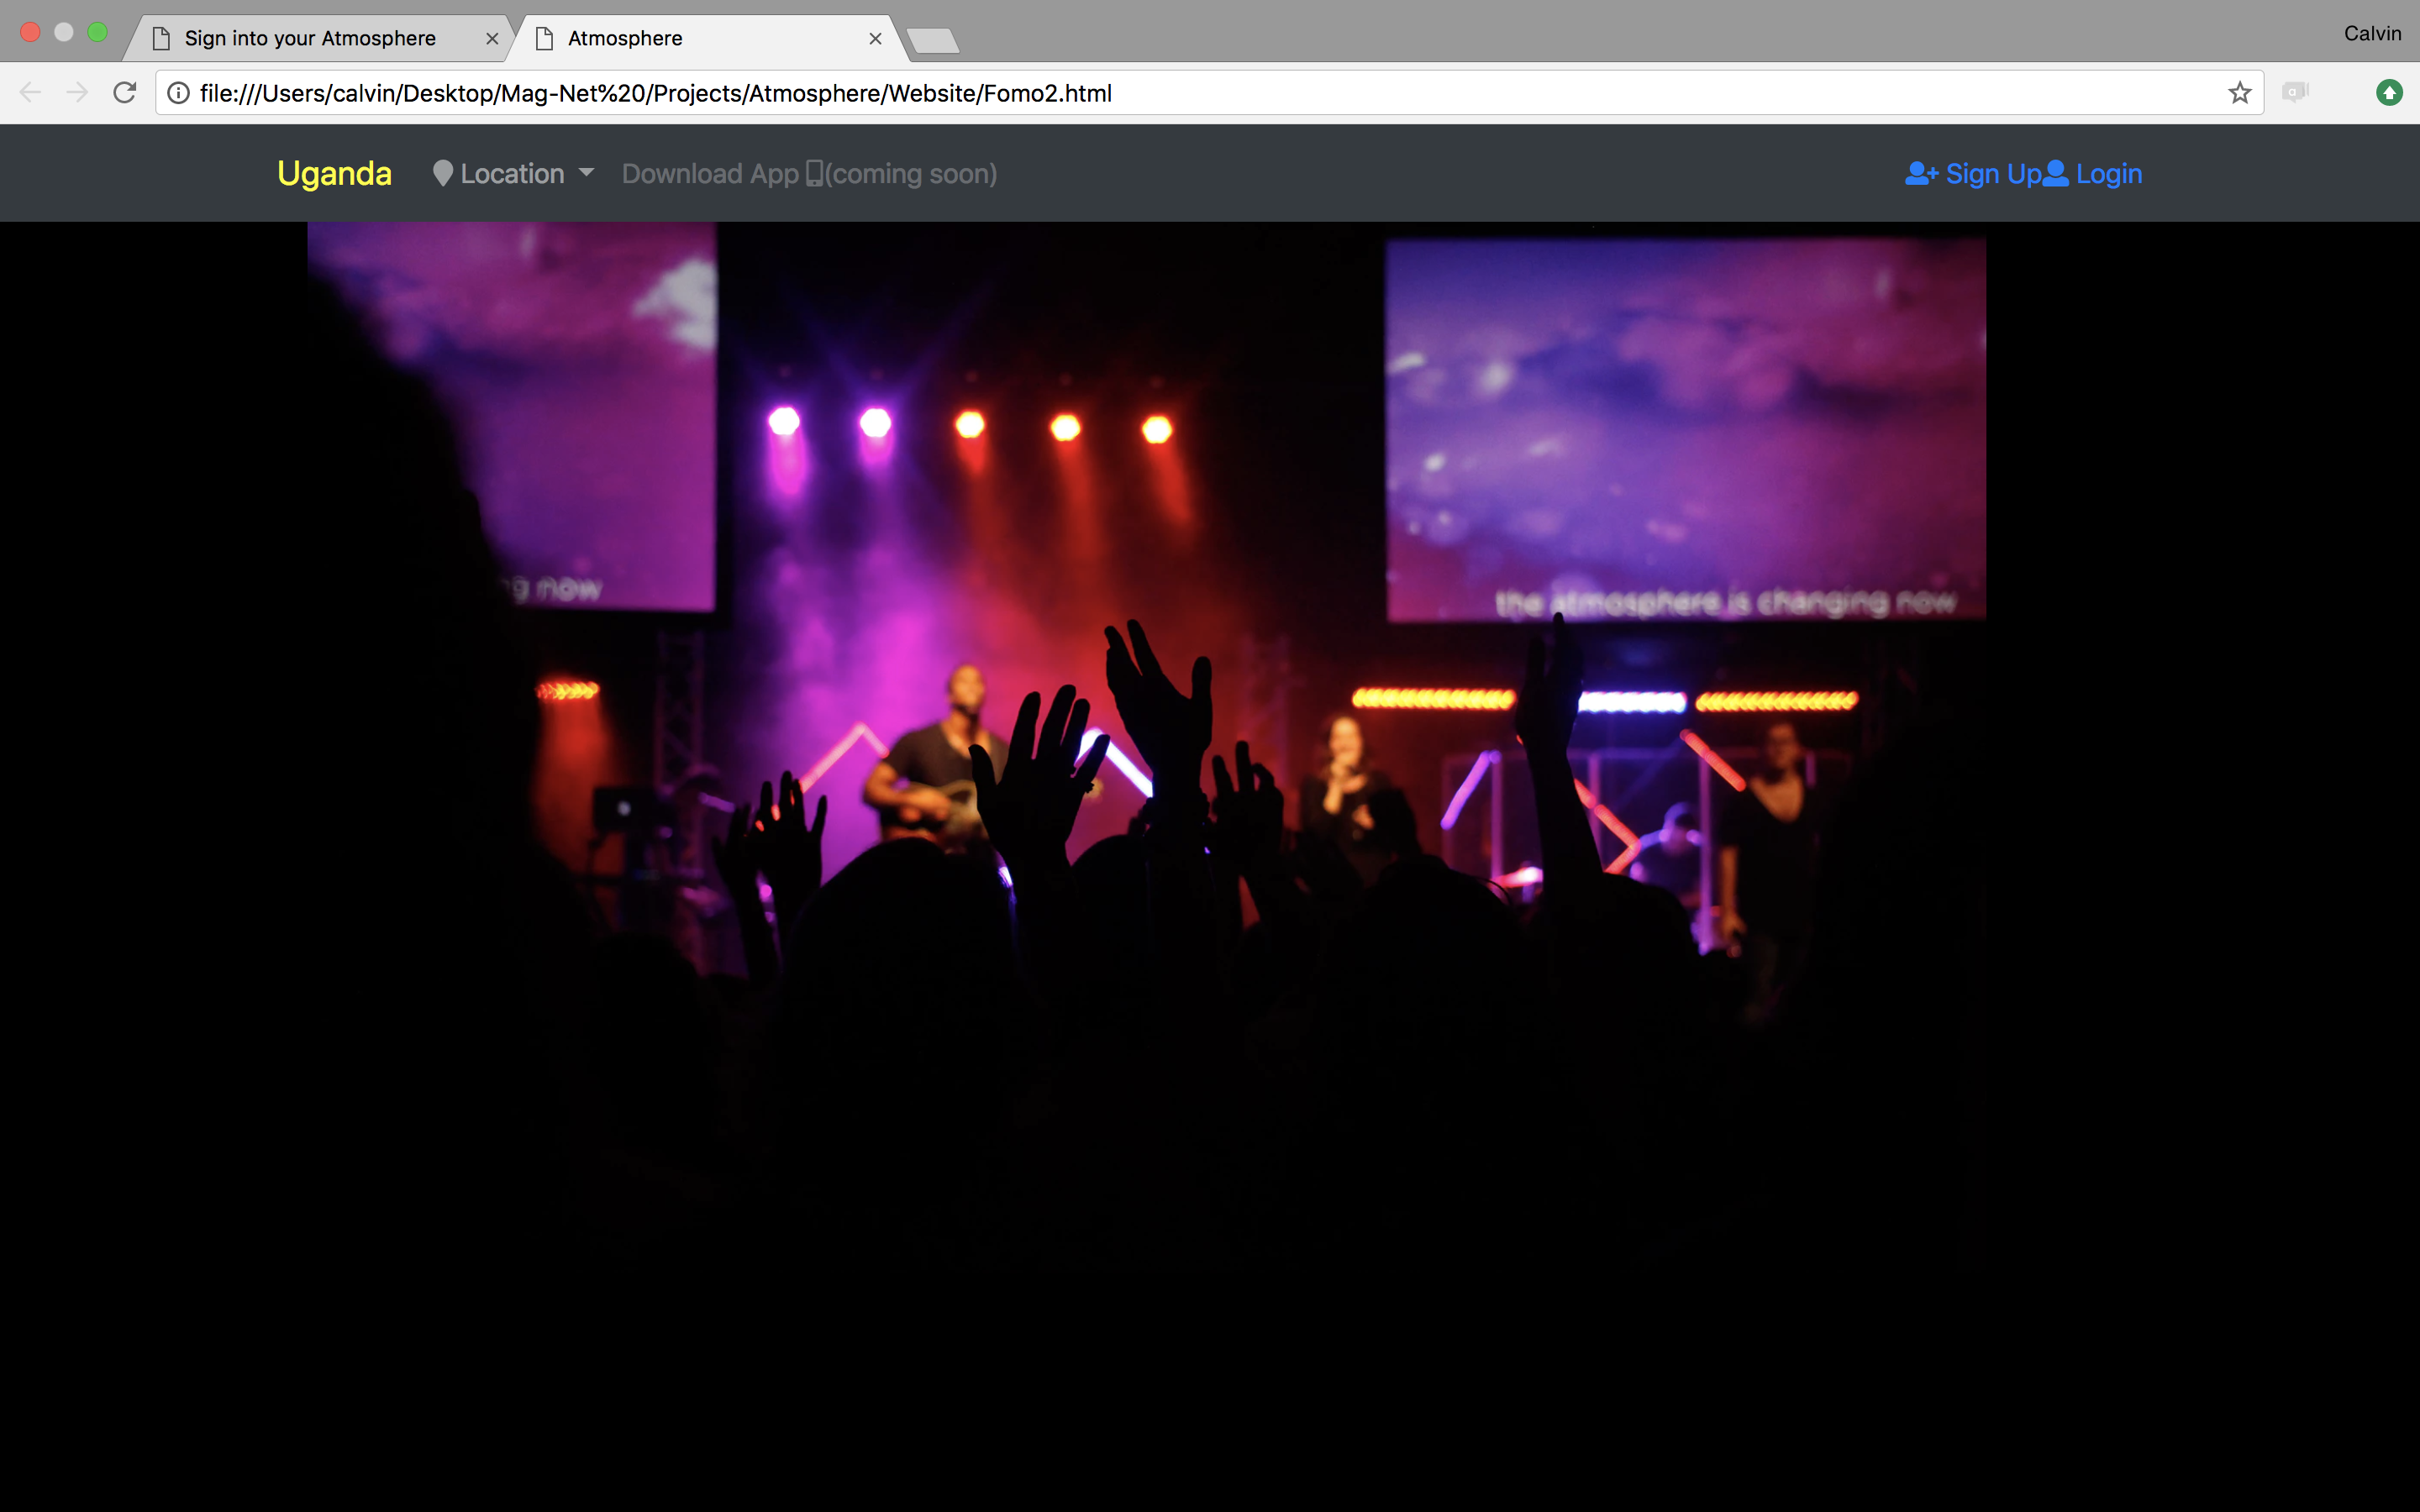 Sign into your Atmosphere
Atmosphere
Calvin
file:///Users/calvin/Desktop/Mag-Net%20/Projects/Atmosphere/Website/Fomo2.html
Uganda Location Download App (coming soon) Sign Up Login
ng now
the atmosphere is changing now